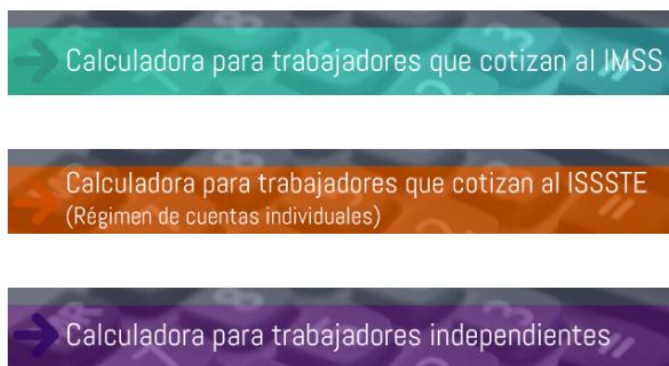 Calculadora para trabajadores que cotizan al IMSS
Calculadora para trabajadores que cotizan al ISSSTE
(Régimen de cuentas individuales)
Calculadora para trabajadores independientes